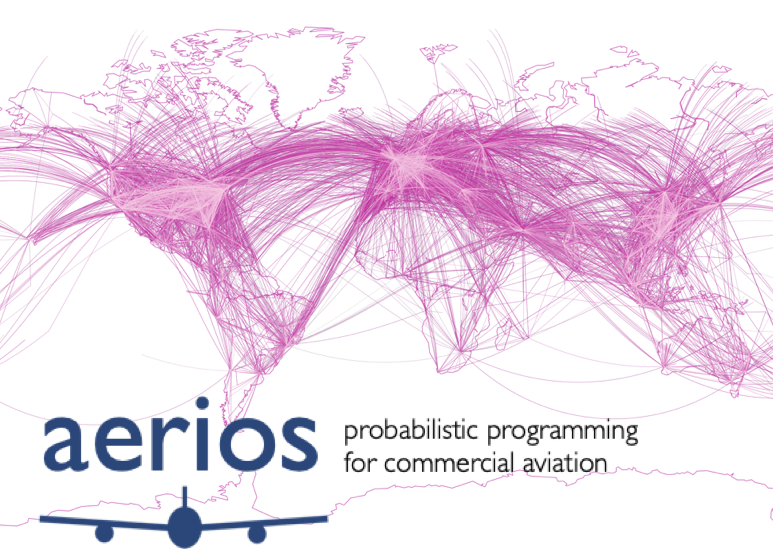 aerios
probabilistic programming
for commercial aviation